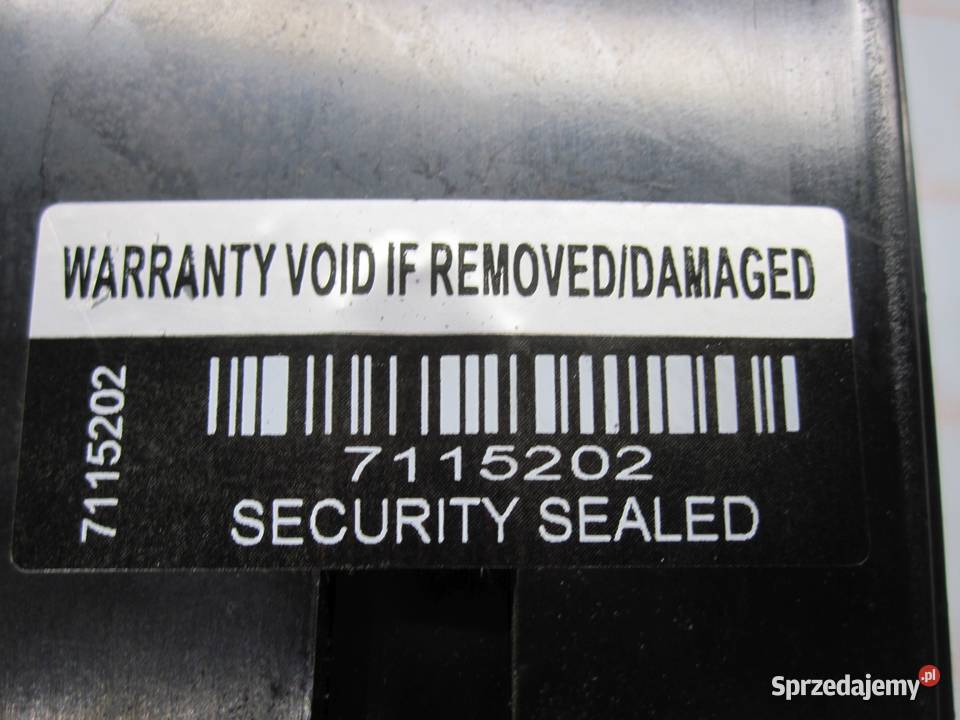 WARRANTY VOID IF REMOVED/DAMAGED
7115202
7115202
SECURITY SEALED
Sprzedajemy.pl